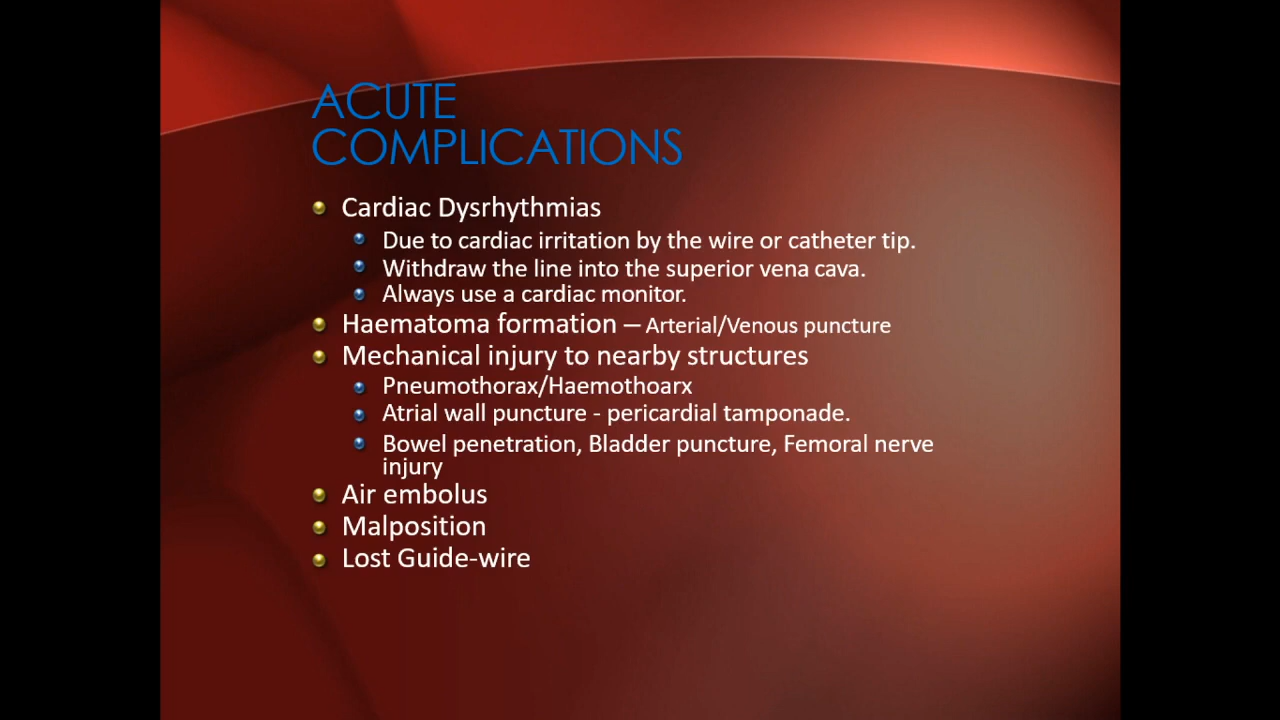 ACUTE
COMPLICATIONS
Cardiac Dysrhythmias
Due to cardiac irritation by the wire or catheter tip.
Withdraw the line into the superior vena cava.
Always use a cardiac monitor.
Haematoma formation – Arterial/Venous puncture
Mechanical injury to nearby structures
Pneumothorax/Haemothoarx
Atrial wall puncture - pericardial tamponade.
Bowel penetration, Bladder puncture, Femoral nerve
injury
Air embolus
Malposition
Lost Guide-wire